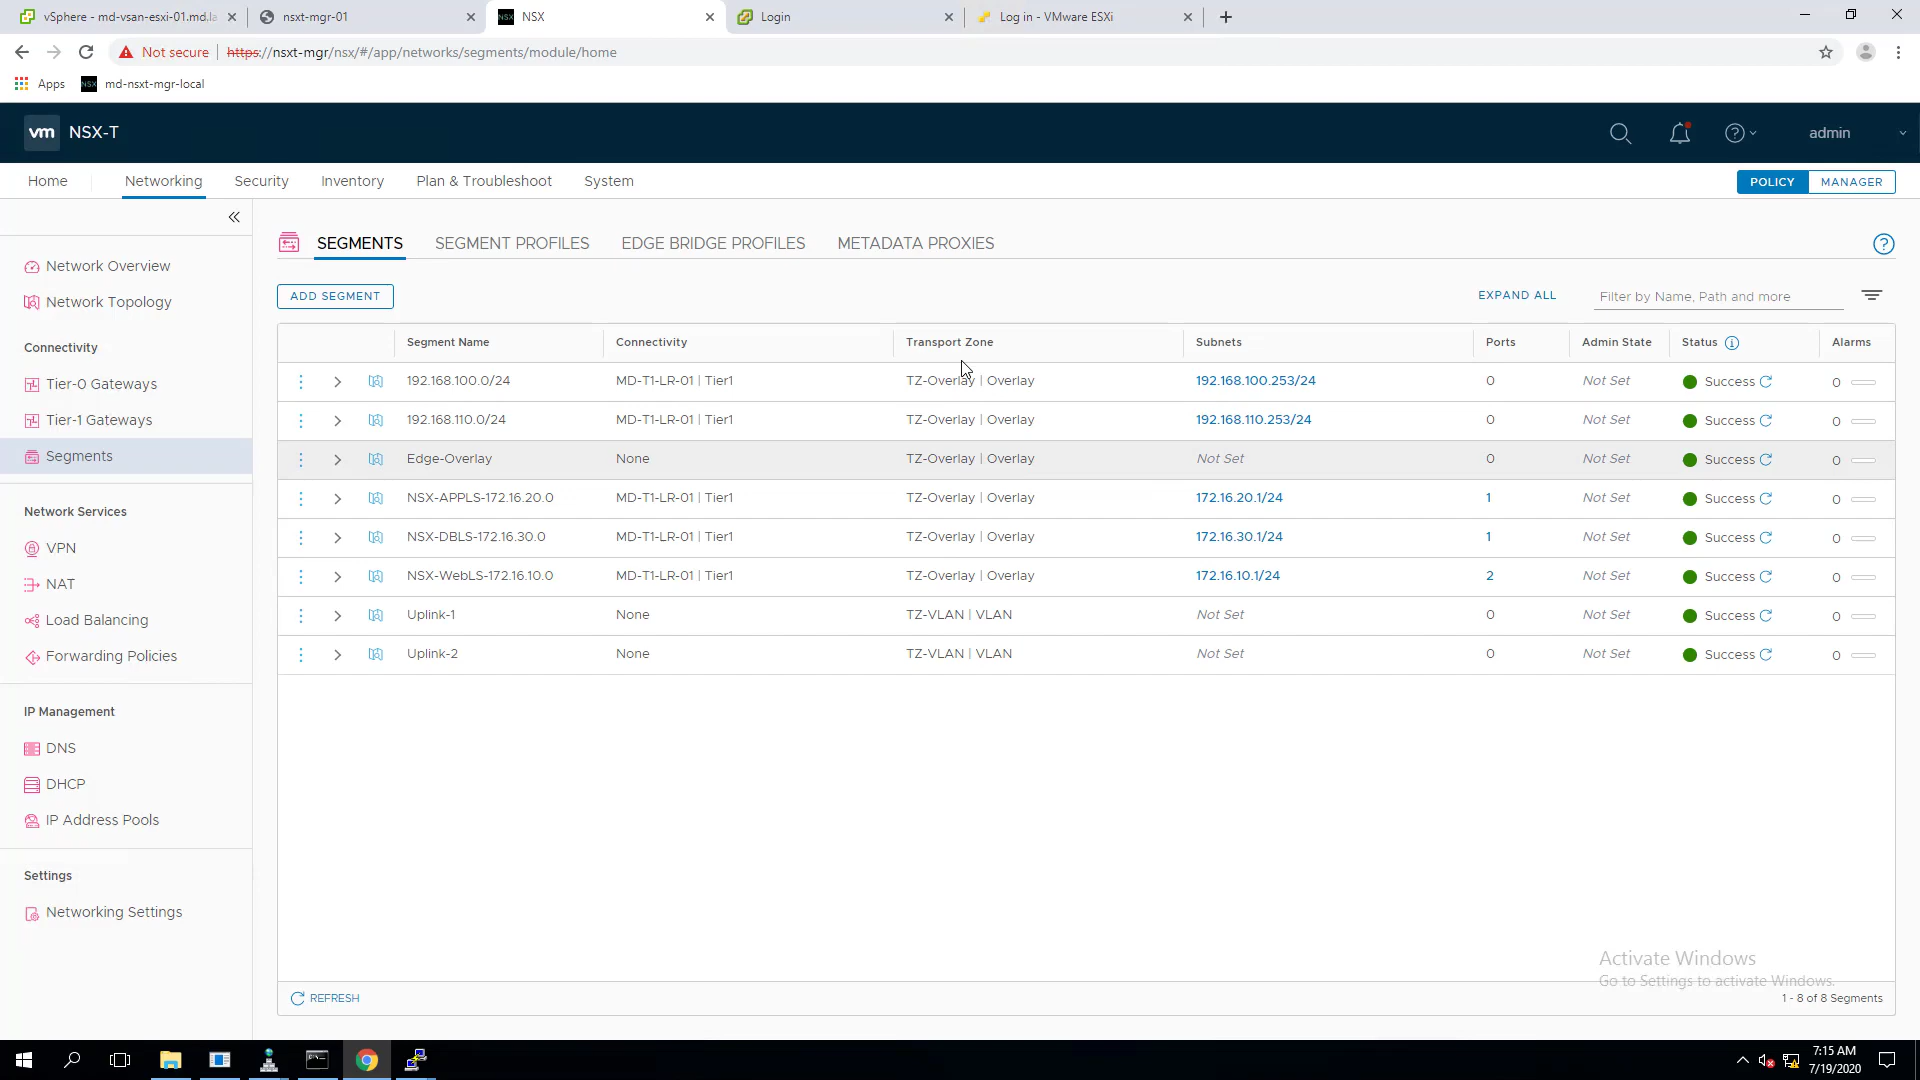 vSphere - md-vsan-esxi-01.md.la
nsxt-mgr-01
NSX
NSX
Login
Log in - VMware ESXi
Not secure
https://nsxt-mgr/nsx/#/app/networks/segments/module/home
Apps
NSX
md-nsxt-mgr-local
vm
NSX-T
admin
Home
Networking
Security
Inventory
Plan & Troubleshoot
System
POLICY
MANAGER
Network Overview
Network Topology
Connectivity
Tier-0 Gateways
Tier-1 Gateways
Segments
Network Services
VPN
NAT
Load Balancing
Forwarding Policies
IP Management
DNS
DHCP
IP Address Pools
Settings
Networking Settings
SEGMENTS
SEGMENT PROFILES
EDGE BRIDGE PROFILES
METADATA PROXIES
ADD SEGMENT
EXPAND ALL
Filter by Name, Path and more
Segment Name Connectivity Transport Zone Subnets Ports Admin State Status Alarms
192.168.100.0/24 MD-T1-LR-01 | Tier1 TZ-Overlay | Overlay 192.168.100.253/24 0 Not Set Success 0
192.168.110.0/24 MD-T1-LR-01 | Tier1 TZ-Overlay | Overlay 192.168.110.253/24 0 Not Set Success 0
Edge-Overlay None TZ-Overlay | Overlay Not Set 0 Not Set Success 0
NSX-APPLS-172.16.20.0 MD-T1-LR-01 | Tier1 TZ-Overlay | Overlay 172.16.20.1/24 1 Not Set Success 0
NSX-DBLS-172.16.30.0 MD-T1-LR-01 | Tier1 TZ-Overlay | Overlay 172.16.30.1/24 1 Not Set Success 0
NSX-WebLS-172.16.10.0 MD-T1-LR-01 | Tier1 TZ-Overlay | Overlay 172.16.10.1/24 2 Not Set Success 0
Uplink-1 None TZ-VLAN | VLAN Not Set 0 Not Set Success 0
Uplink-2 None TZ-VLAN | VLAN Not Set 0 Not Set Success 0
Activate Windows
Go to Settings to activate Windows.
REFRESH
1 - 8 of 8 Segments
7:15 AM
7/19/2020